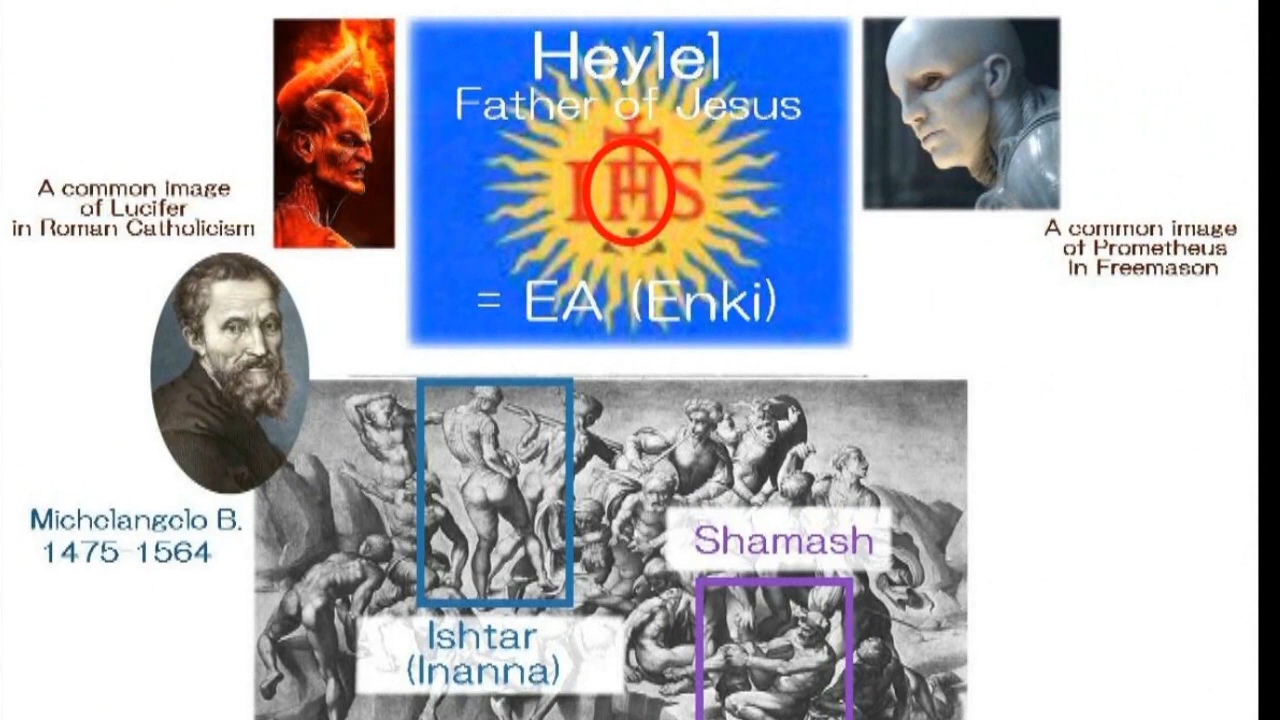 Heylel
Father of Jesus
IHS
= EA (Enki)
A common image
of Lucifer
in Roman Catholicism
A common image
of Prometheus
in Freemason
Michelangelo B.
1475-1564
Shamash
Ishtar
(Inanna)